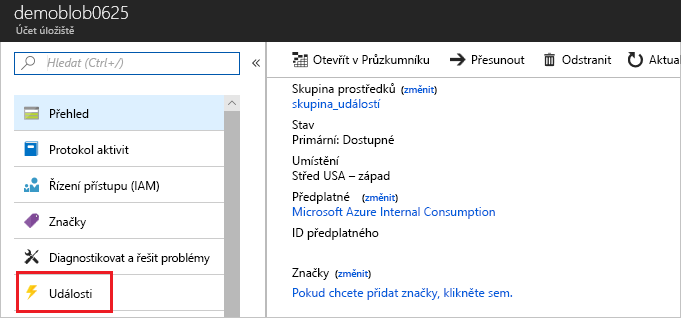 demoblob0625
Účet úložiště
Hledat (Ctrl+/)
«
Přehled
Protokol aktivit
Řízení přístupu (IAM)
Značky
Diagnostikovat a řešit problémy
Události
Otevřít v Průzkumníku
Přesunout
Odstranit
Aktua
Skupina prostředků (změnit)
skupina_událostí
Stav
Primární: Dostupné
Umístění
Střed USA – západ
Předplatné (změnit)
Microsoft Azure Internal Consumption
ID předplatného
Značky (změnit)
Pokud chcete přidat značky, klikněte sem.